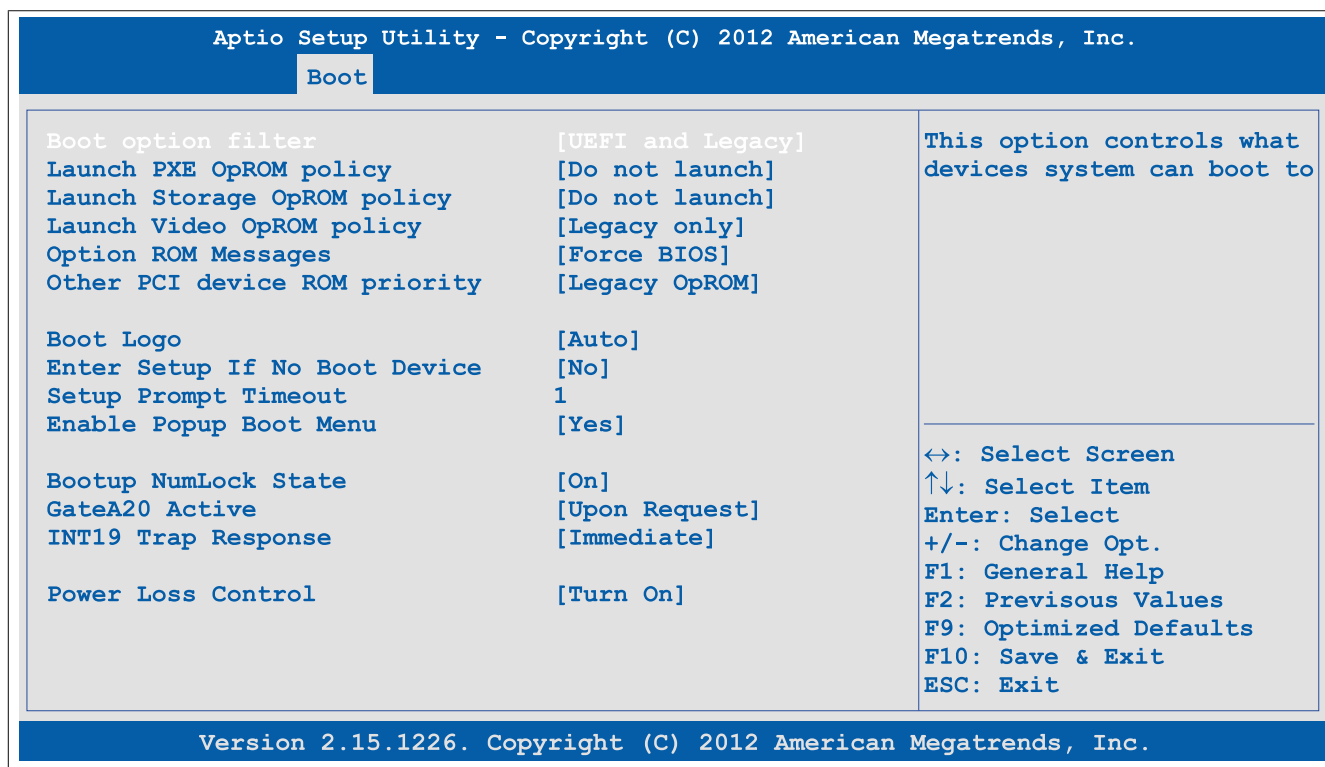 Aptio Setup Utility - Copyright (C) 2012 American Megatrends, Inc.
Boot
Boot option filter [UEFI and Legacy]
Launch PXE OpROM policy [Do not launch]
Launch Storage OpROM policy [Do not launch]
Launch Video OpROM policy [Legacy only]
Option ROM Messages [Force BIOS]
Other PCI device ROM priority [Legacy OpROM]
Boot Logo [Auto]
Enter Setup If No Boot Device [No]
Setup Prompt Timeout 1
Enable Popup Boot Menu [Yes]
Bootup NumLock State [On]
GateA20 Active [Upon Request]
INT19 Trap Response [Immediate]
Power Loss Control [Turn On]
This option controls what
devices system can boot to
↔: Select Screen
↑↓: Select Item
Enter: Select
+/-: Change Opt.
F1: General Help
F2: Previsous Values
F9: Optimized Defaults
F10: Save & Exit
ESC: Exit
Version 2.15.1226. Copyright (C) 2012 American Megatrends, Inc.